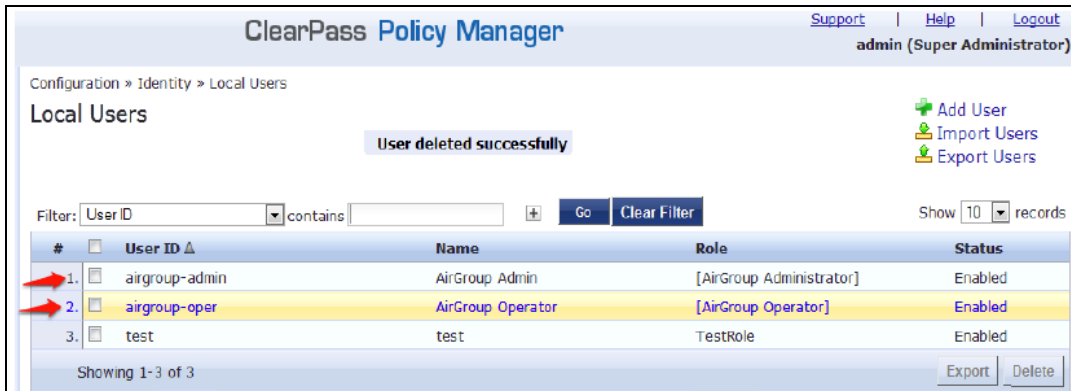 ClearPass Policy Manager
Support | Help | Logout
admin (Super Administrator)
Configuration » Identity » Local Users
Local Users
User deleted successfully
Add User
Import Users
Export Users
Filter: User ID contains + Go Clear Filter Show 10 records
# User ID Name Role Status
1. airgroup-admin AirGroup Admin [AirGroup Administrator] Enabled
2. airgroup-oper AirGroup Operator [AirGroup Operator] Enabled
3. test test TestRole Enabled
Showing 1-3 of 3 Export Delete